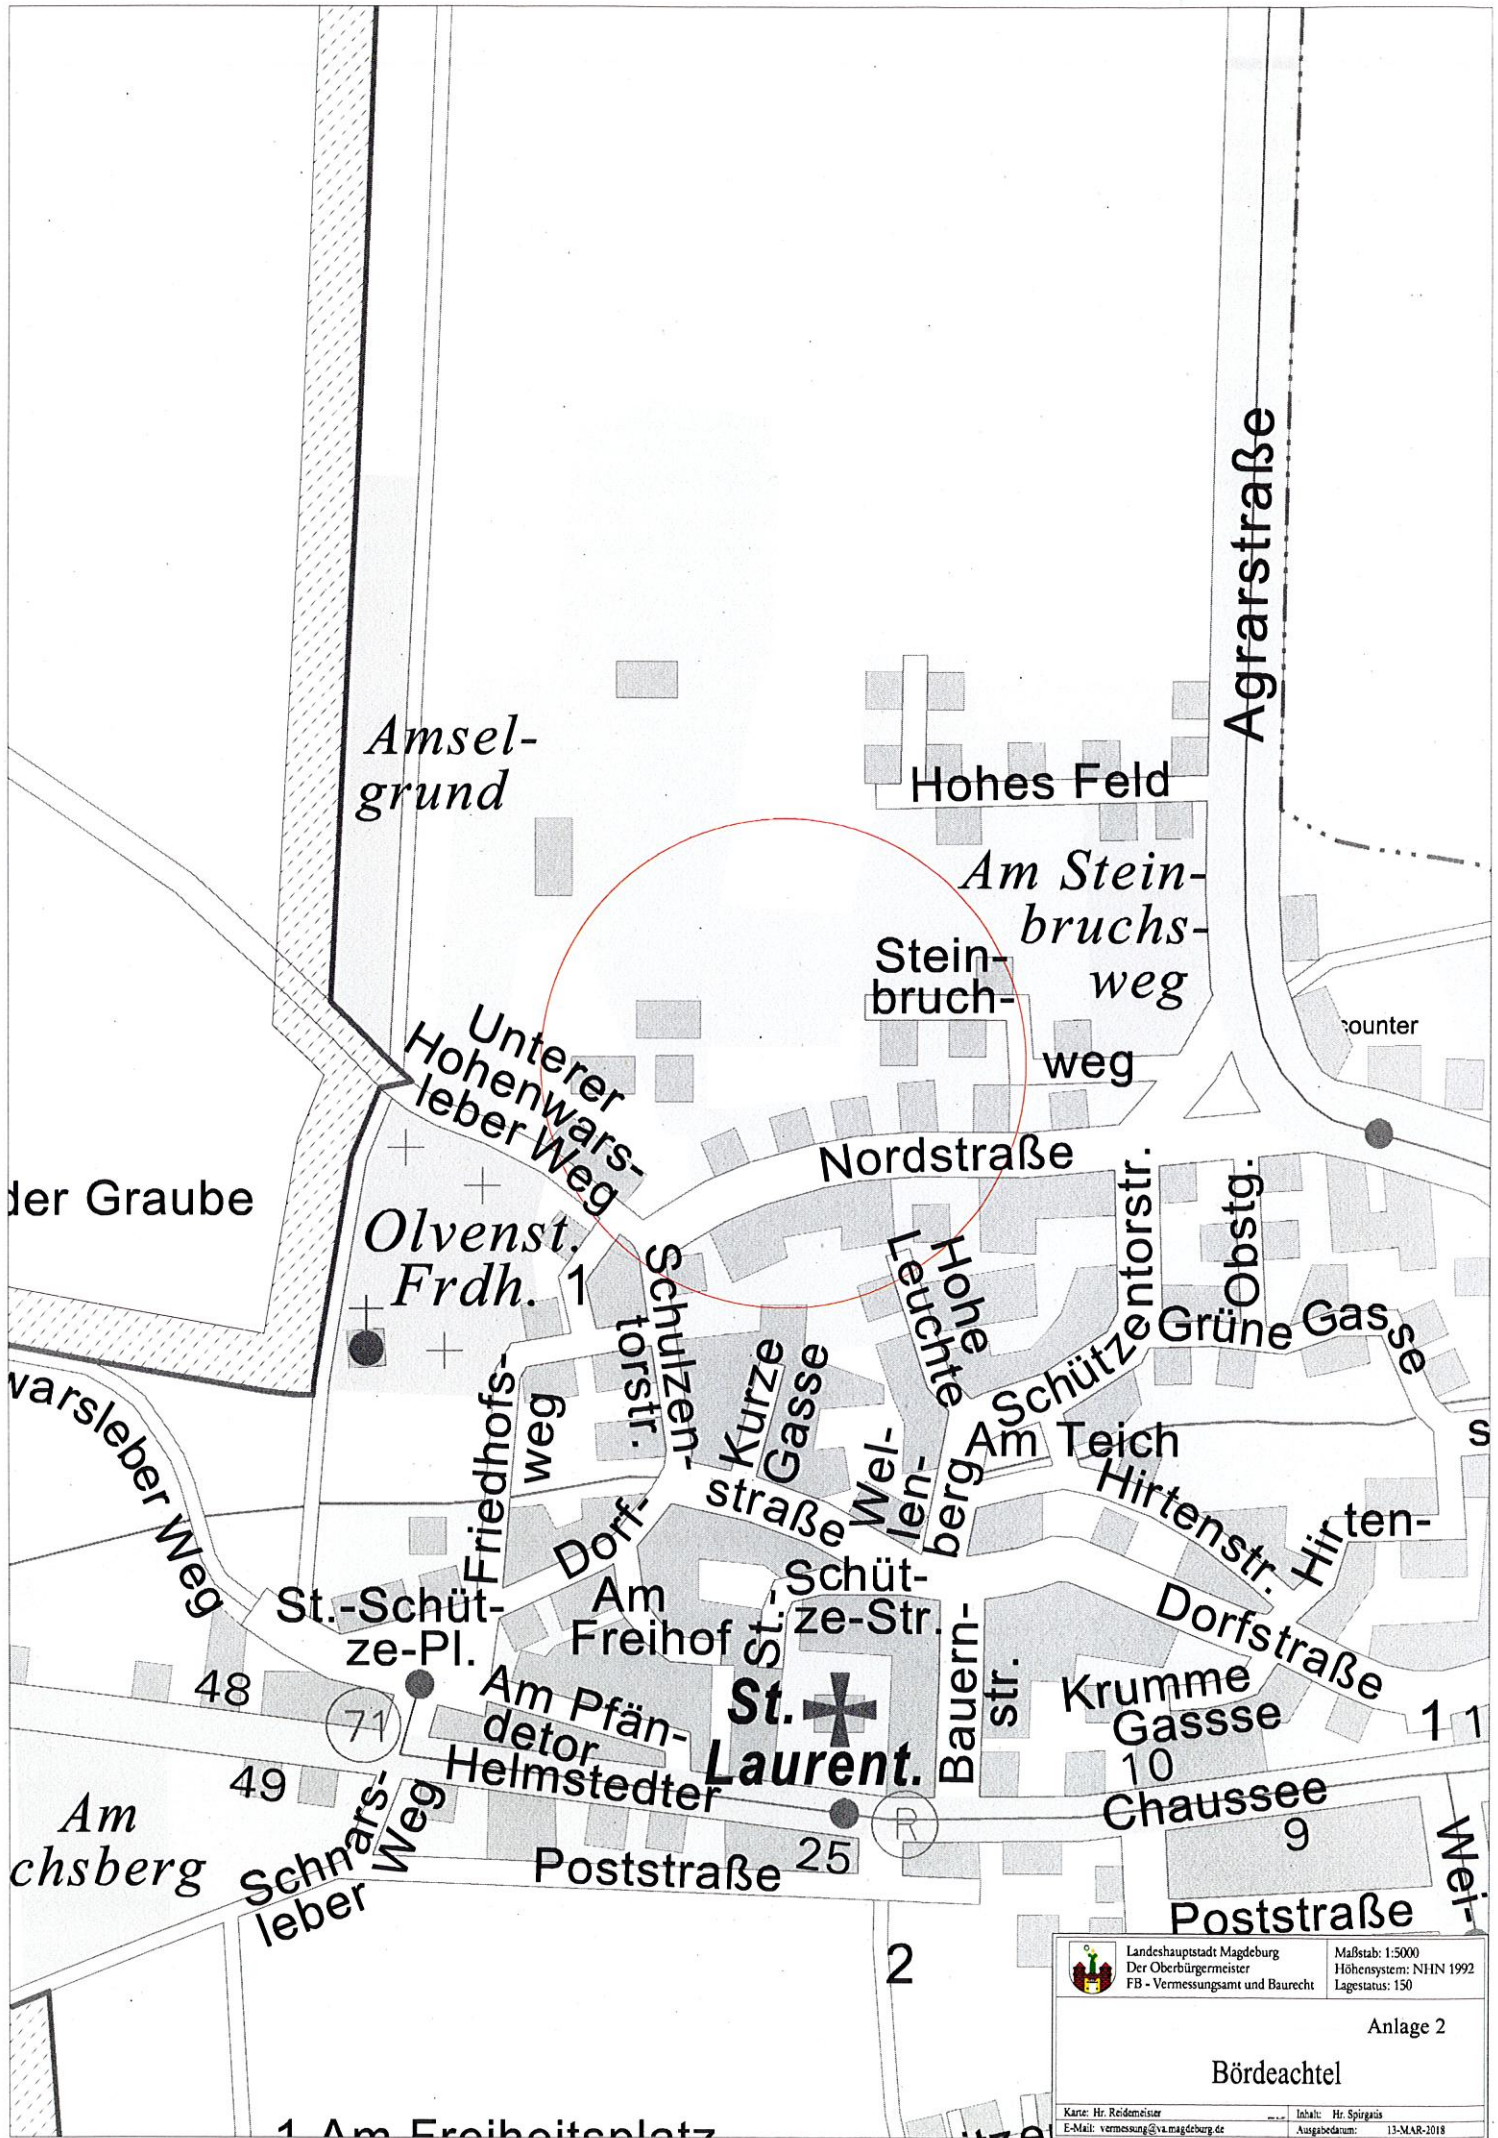 Agrarstraße
Amsel-
grund
Hohes Feld
Am Stein-
bruchs-
weg
Stein-
bruch-
weg
Unterer
Hohenwars-
leber Weg
counter
Nordstraße
der Graube
Olvenst.
Frdh.
1
Schulzen-
torstr.
Hohe
Leuchte
Schützentorstr.
Obstg.
Grüne Gasse
Kurze
Gasse
Friedhofs-
weg
warsleber Weg
Am Teich
s
Wel-
len-
berg
Hirtenstr.
Hirten-
Dorf-
straße
St.-Schüt-
ze-Pl.
Am
Freihof
St.-
Schüt-
ze-Str.
Dorfstraße
48
71
Am Pfän-
detor
St.
Laurent.
Bauern-
str.
Krumme
Gassse
1
1
10
49
Helmstedter
Chaussee
Am
chsberg
Schnars-
leber
Weg
Poststraße
25
R
9
Wei-
Poststraße
2
Landeshauptstadt Magdeburg
Der Oberbürgermeister
FB - Vermessungsamt und Baurecht
Maßstab: 1:5000
Höhensystem: NHN 1992
Lagestatus: 150
Anlage 2
Bördeachtel
Karte: Hr. Reidemeister
E-Mail: vermessung@va.magdeburg.de
Inhalt: Hr. Spirgatis
Ausgabedatum: 13-MAR-2018
1 Am Freiheitsplatz